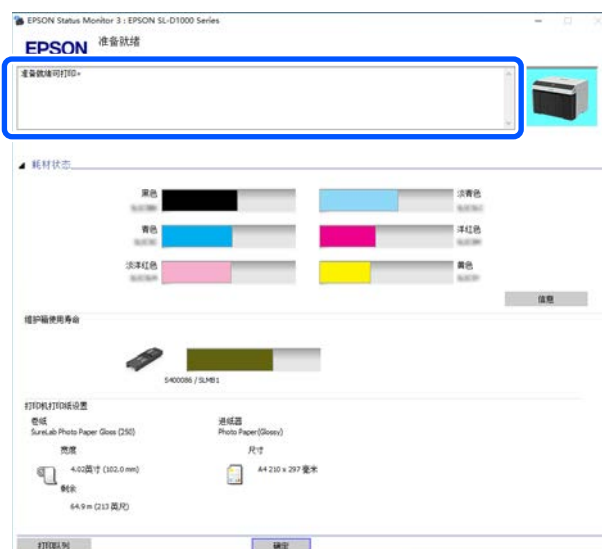 EPSON Status Monitor 3 : EPSON SL-D1000 Series
EPSON 准备就绪
准备就绪可打印。
耗材状态
黑色
淡青色
青色
洋红色
淡洋红色
黄色
信息
维护箱使用寿命
S400086 / SLMB1
打印机打印纸设置
卷纸
进纸器
SureLab Photo Paper Gloss (250)
Photo Paper(Glossy)
宽度
尺寸
4.02英寸 (102.0 mm)
A4 210 x 297 毫米
剩余
64.9 m (213 英尺)
打印队列
确定